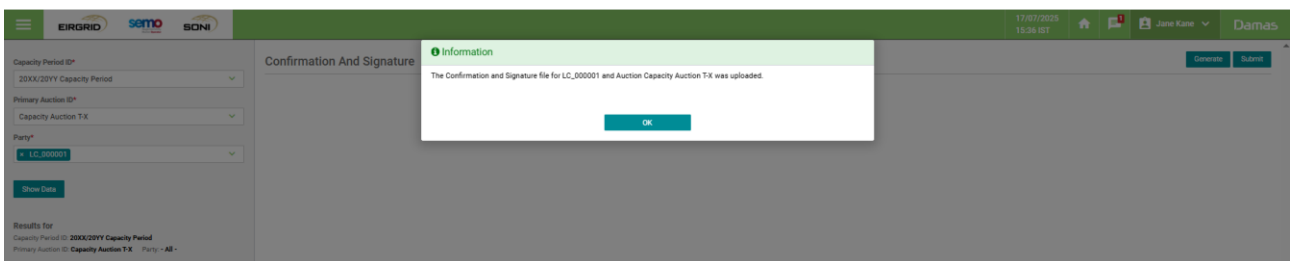 EIRGRID semo SONI
17/07/2025
15:36 IST
1
Jane Kane
Damas
Capacity Period ID*
20XX/20YY Capacity Period
Primary Auction ID*
Capacity Auction T-X
Party*
× LC_000001
Show Data
Results for
Capacity Period ID: 20XX/20YY Capacity Period
Primary Auction ID: Capacity Auction T-X Party: - All -
Confirmation And Signature
Generate Submit
Information
The Confirmation and Signature file for LC_000001 and Auction Capacity Auction T-X was uploaded.
OK